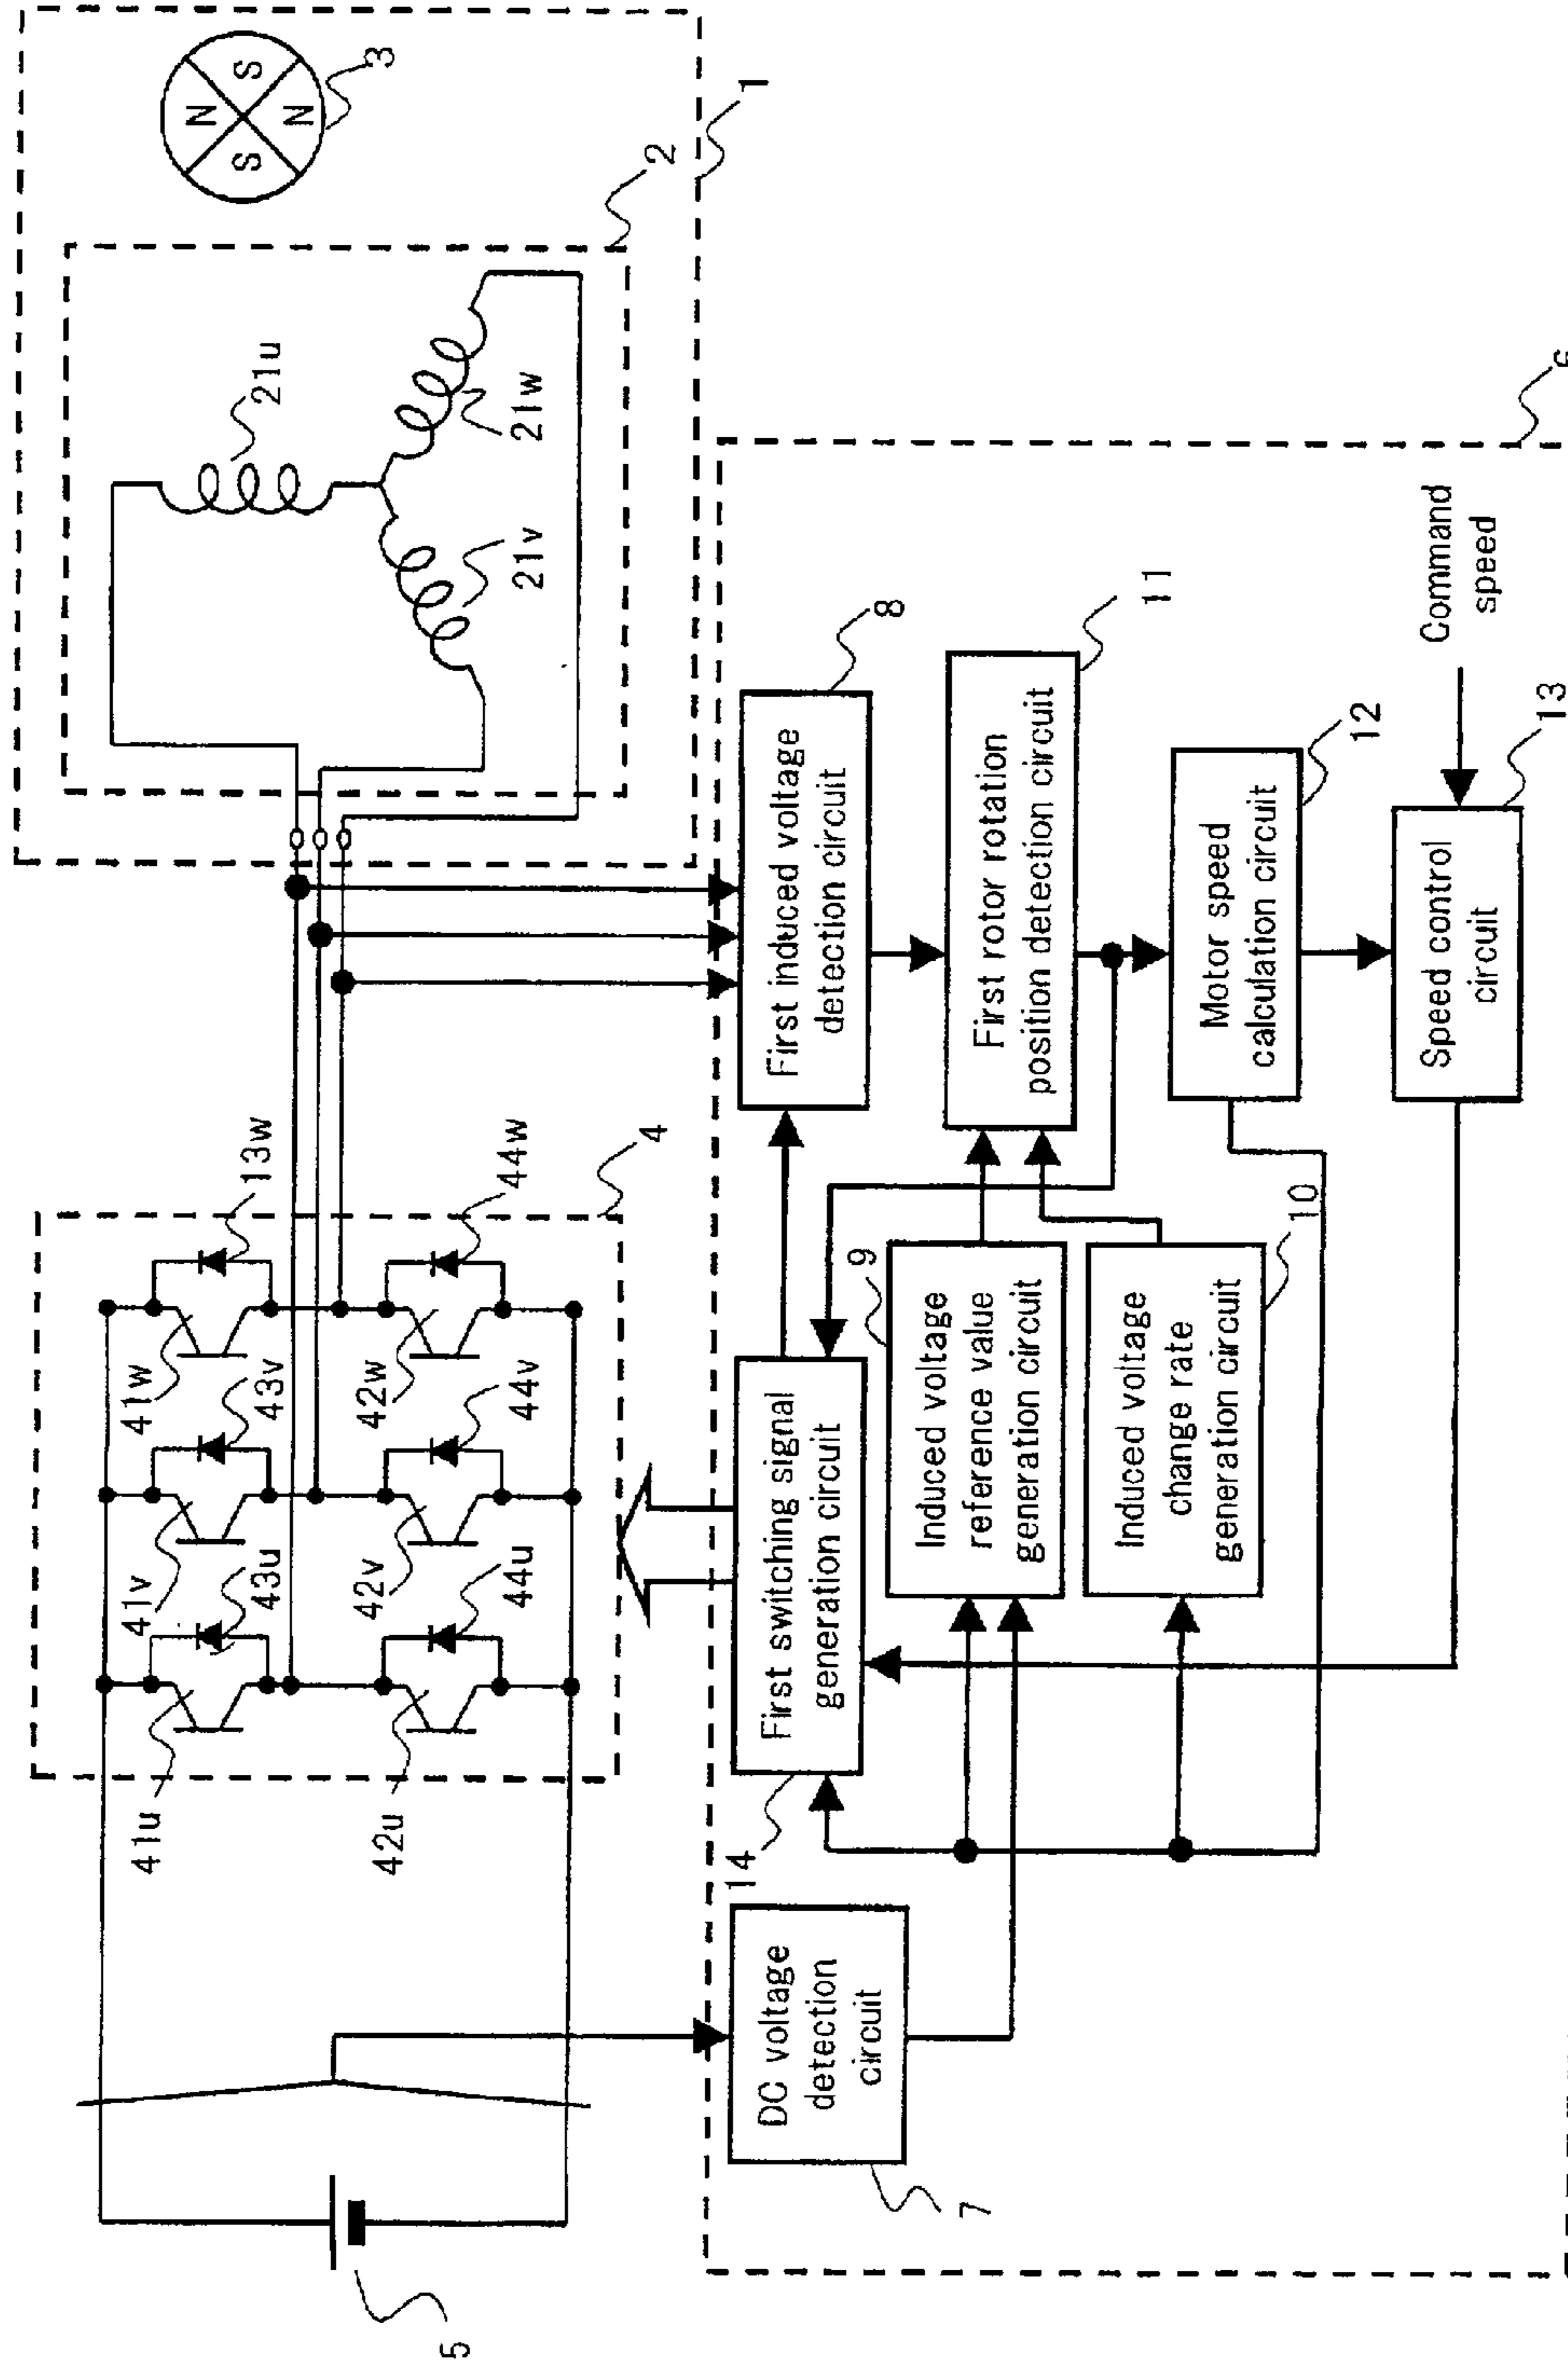 5
41u
43u
41v
43v
41w
13w
42u
44u
42v
44v
42w
44w
4
21u
21v
21w
2
N
S
S
N
3
1
DC voltage
detection
circuit
7
14
First switching signal
generation circuit
First induced voltage
detection circuit
8
9
Induced voltage
reference value
generation circuit
First rotor rotation
position detection circuit
11
Induced voltage
change rate
generation circuit
10
Motor speed
calculation circuit
12
Speed control
circuit
13
Command
speed